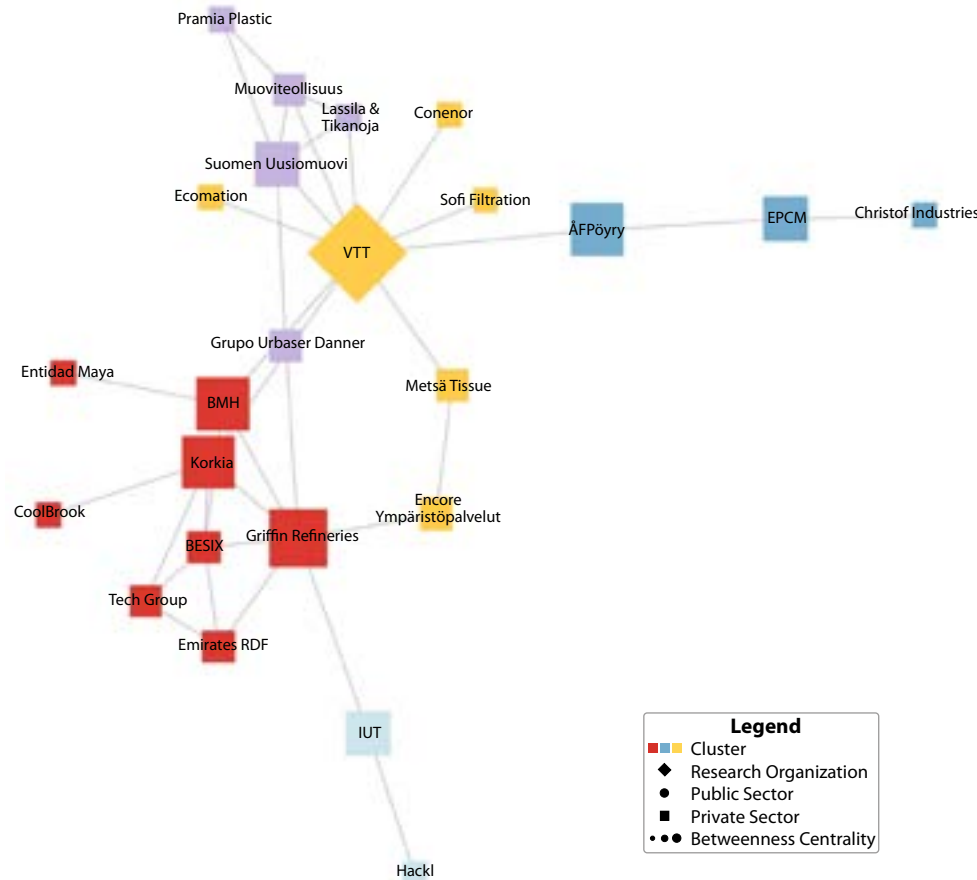 Pramia Plastic
Muoviteollisuus
Lassila &
Tikanoja
Conenor
Suomen Uusiomuovi
Ecomation
Sofi Filtration
ÅFPöyry
EPCM
Christof Industries
VTT
Grupo Urbaser Danner
Entidad Maya
BMH
Metsä Tissue
Korkia
CoolBrook
Encore
Ympäristöpalvelut
Griffin Refineries
BESIX
Tech Group
Emirates RDF
IUT
Hackl
Legend
Cluster
Research Organization
Public Sector
Private Sector
Betweenness Centrality